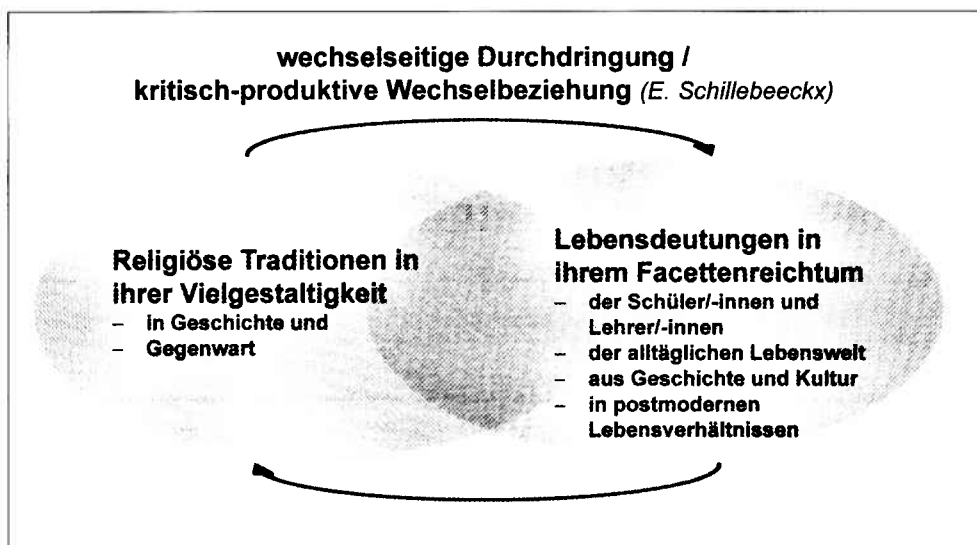 wechselseitige Durchdringung /
kritisch-produktive Wechselbeziehung (E. Schillebeeckx)
Religiöse Traditionen in
ihrer Vielgestaltigkeit
– in Geschichte und
– Gegenwart
Lebensdeutungen in
ihrem Facettenreichtum
– der Schüler/-innen und
Lehrer/-innen
– der alltäglichen Lebenswelt
– aus Geschichte und Kultur
– in postmodernen
Lebensverhältnissen